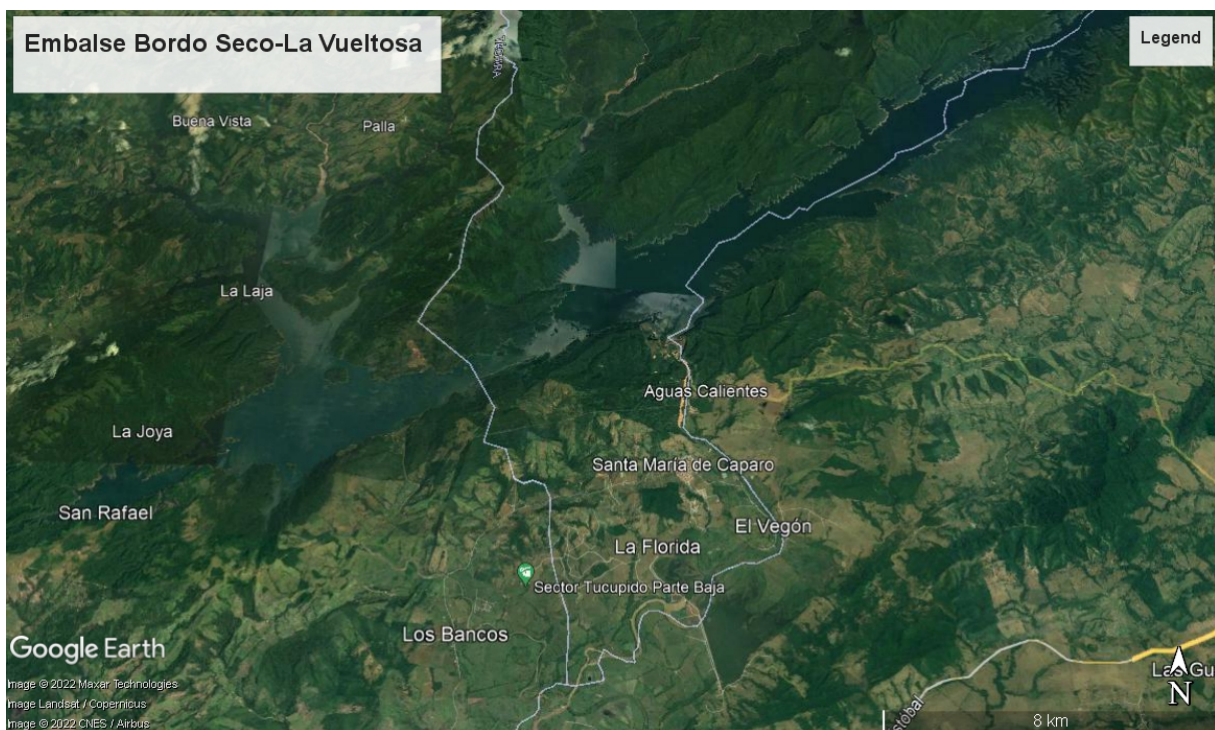 Embalse Bordo Seco-La Vueltosa
Legend
Buena Vista
Palla
La Laja
La Joya
San Rafael
Aguas Calientes
Santa María de Caparo
El Vegón
La Florida
Sector Tucupido Parte Baja
Los Bancos
Google Earth
Las Gu
N
Image © 2022 Maxar Technologies
Image Landsat / Copernicus
Image © 2022 CNES / Airbus
8 km